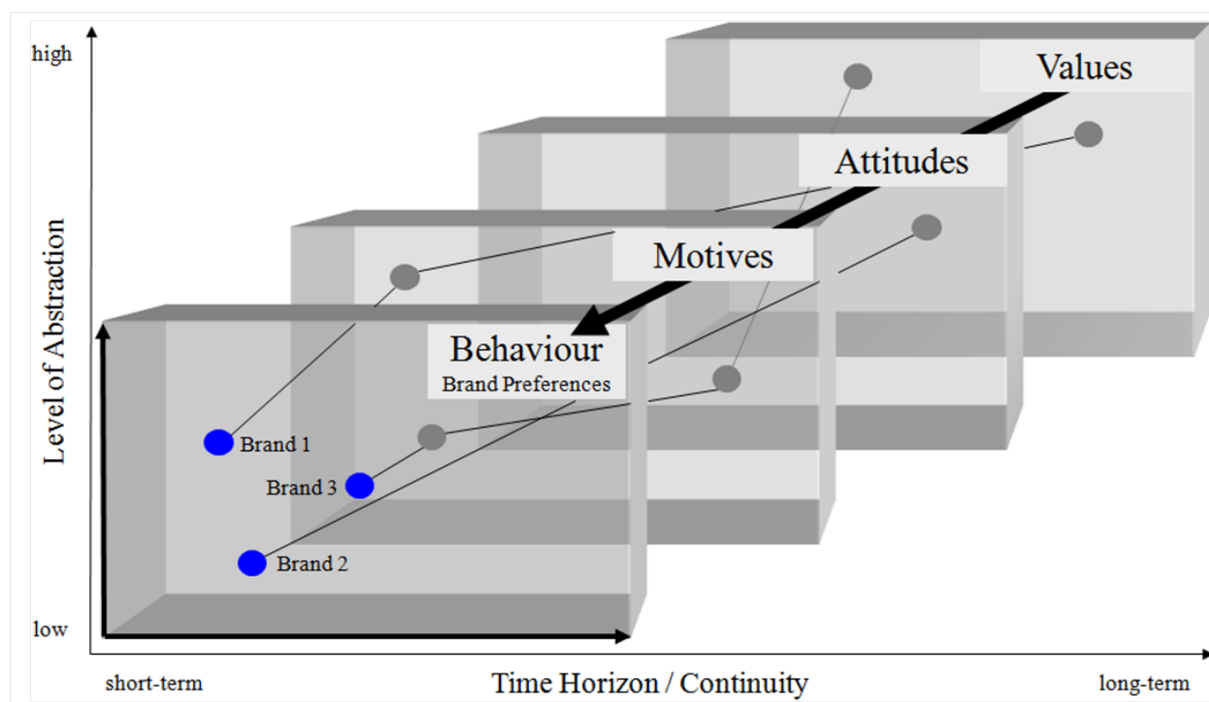 high
Values
Attitudes
Motives
Behaviour
Brand Preferences
Brand 1
Brand 3
Brand 2
Level of Abstraction
low
short-term
Time Horizon / Continuity
long-term